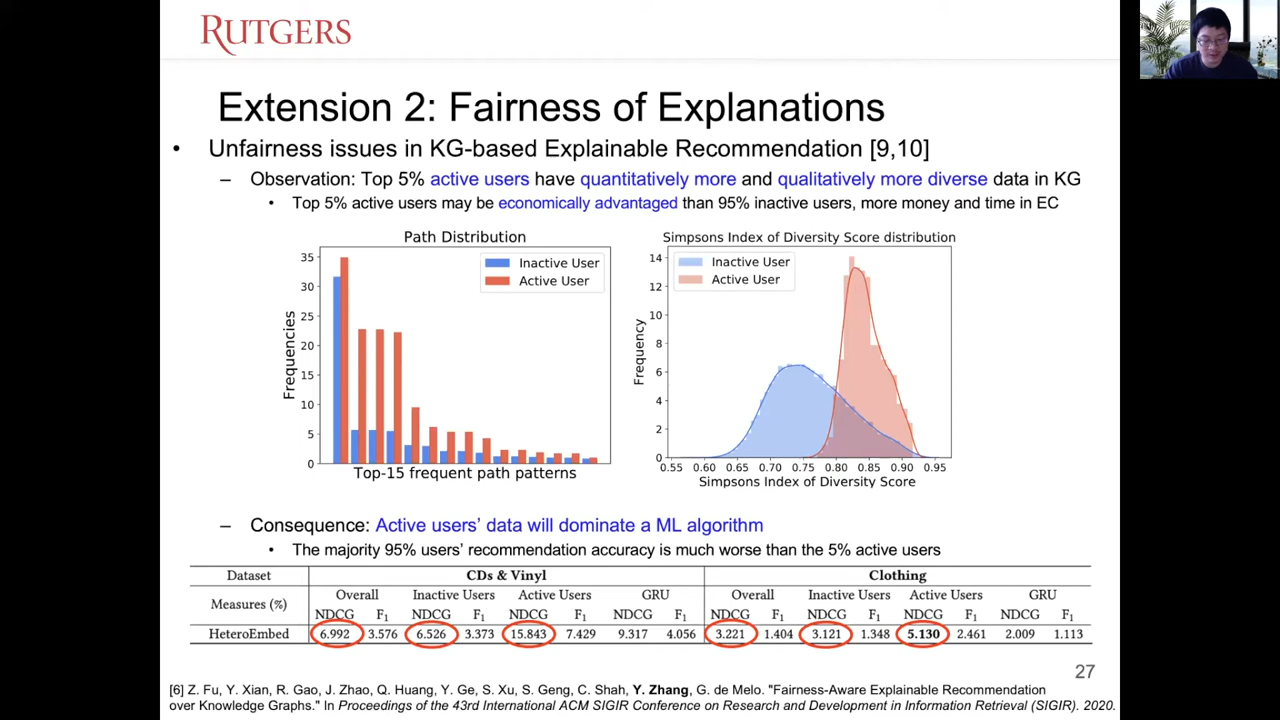 RUTGERS
Extension 2: Fairness of Explanations
• Unfairness issues in KG-based Explainable Recommendation [9,10]
– Observation: Top 5% active users have quantitatively more and qualitatively more diverse data in KG
• Top 5% active users may be economically advantaged than 95% inactive users, more money and time in EC
Path Distribution
Inactive User
Active User
Frequencies
35
30
25
20
15
10
5
0
Top-15 frequent path patterns
Simpsons Index of Diversity Score distribution
Inactive User
Active User
Frequency
14
12
10
8
6
4
2
0
0.55 0.60 0.65 0.70 0.75 0.80 0.85 0.90 0.95
Simpsons Index of Diversity Score
– Consequence: Active users' data will dominate a ML algorithm
• The majority 95% users' recommendation accuracy is much worse than the 5% active users
Dataset CDs & Vinyl Clothing
Measures (%) Overall Inactive Users Active Users GRU Overall Inactive Users Active Users GRU
NDCG F1 NDCG F1 NDCG F1 NDCG F1 NDCG F1 NDCG F1 NDCG F1 NDCG F1
HeteroEmbed 6.992 3.576 6.526 3.373 15.843 7.429 9.317 4.056 3.221 1.404 3.121 1.348 5.130 2.461 2.009 1.113
27
[6] Z. Fu, Y. Xian, R. Gao, J. Zhao, Q. Huang, Y. Ge, S. Xu, S. Geng, C. Shah, Y. Zhang, G. de Melo. "Fairness-Aware Explainable Recommendation
over Knowledge Graphs." In Proceedings of the 43rd International ACM SIGIR Conference on Research and Development in Information Retrieval (SIGIR). 2020.